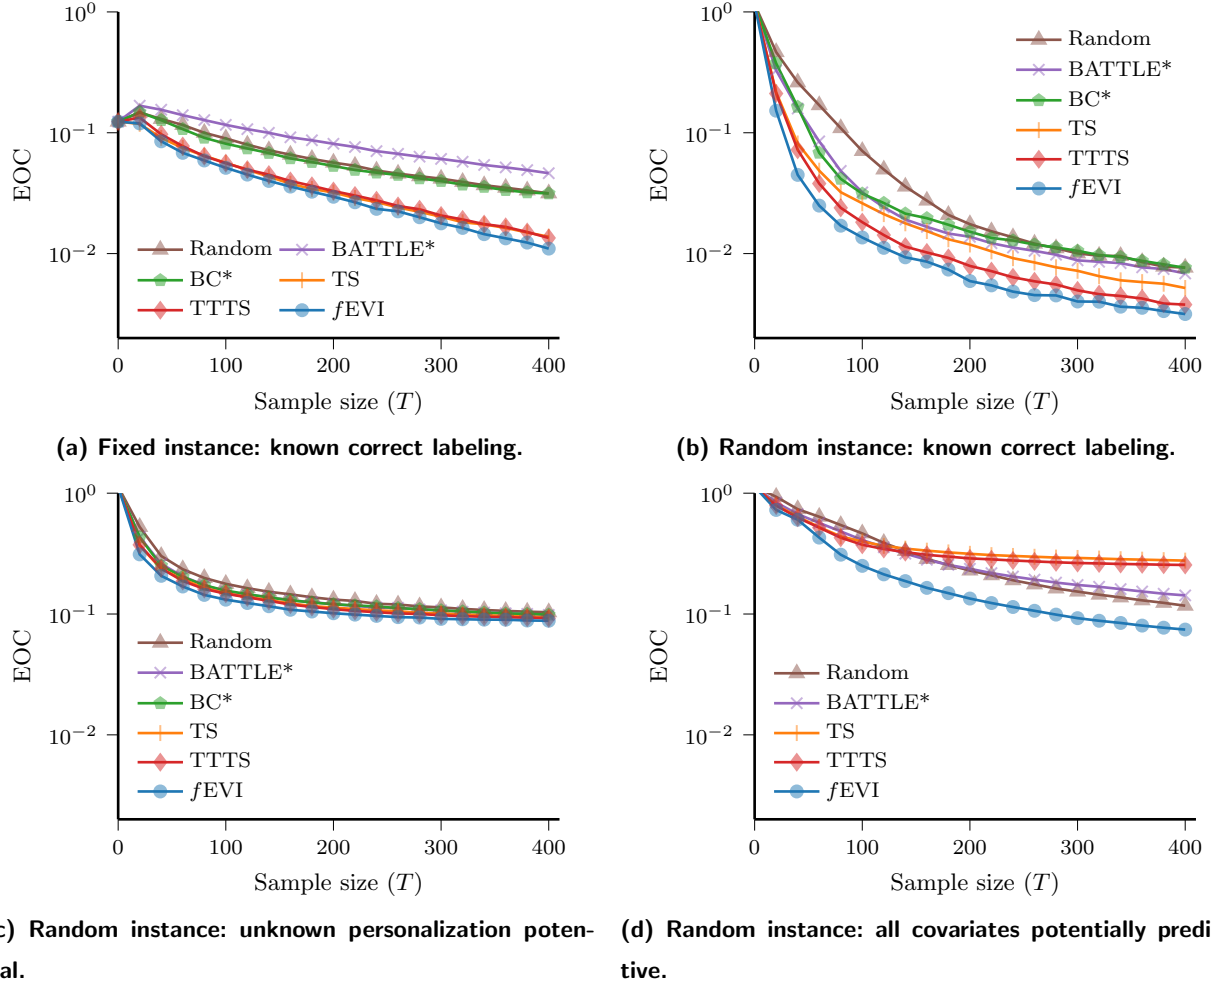 10^0
10^−1
10^−2
EOC
Random
BATTLE*
BC*
TS
TTTS
fEVI
0
100
200
300
400
Sample size (T)
(a) Fixed instance: known correct labeling.
10^0
10^−1
10^−2
EOC
Random
BATTLE*
BC*
TS
TTTS
fEVI
0
100
200
300
400
Sample size (T)
(b) Random instance: known correct labeling.
10^0
10^−1
10^−2
EOC
Random
BATTLE*
BC*
TS
TTTS
fEVI
0
100
200
300
400
Sample size (T)
c) Random instance: unknown personalization poten-
al.
10^0
10^−1
10^−2
EOC
Random
BATTLE*
TS
TTTS
fEVI
0
100
200
300
400
Sample size (T)
(d) Random instance: all covariates potentially predi
tive.